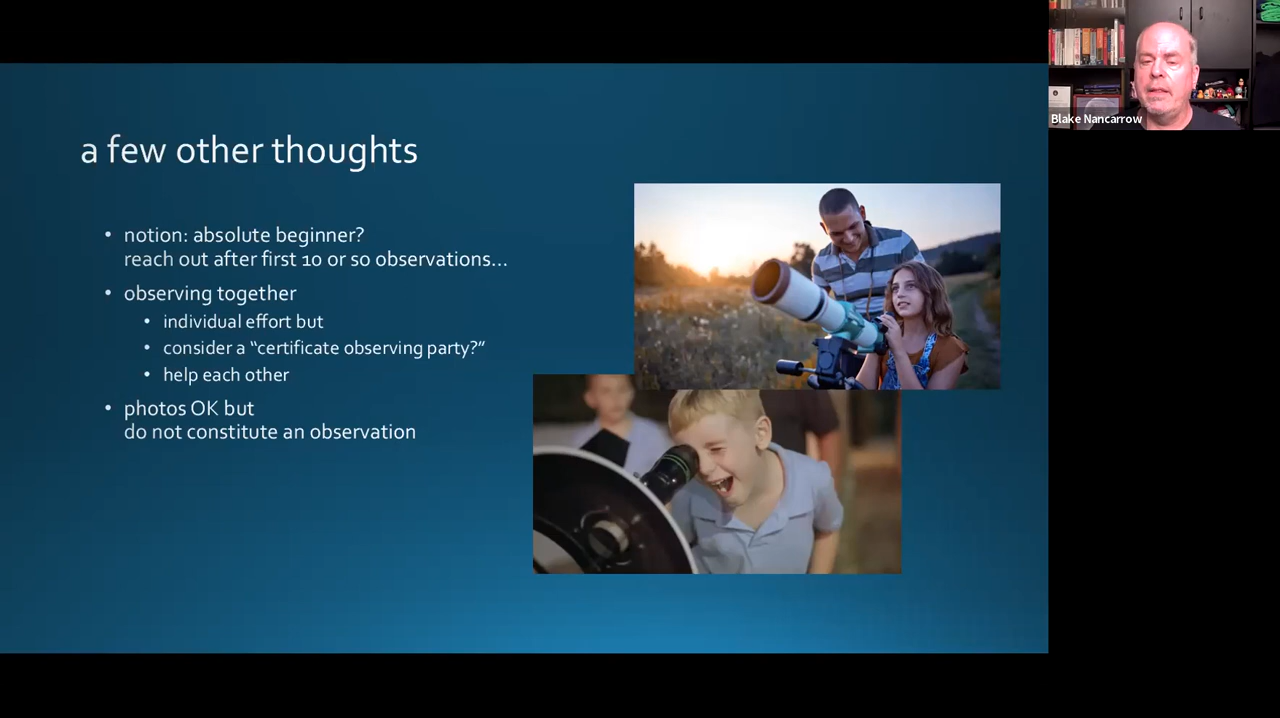 a few other thoughts
• notion: absolute beginner?
reach out after first 10 or so observations...
• observing together
• individual effort but
• consider a “certificate observing party?”
• help each other
• photos OK but
do not constitute an observation
Blake Nancarrow